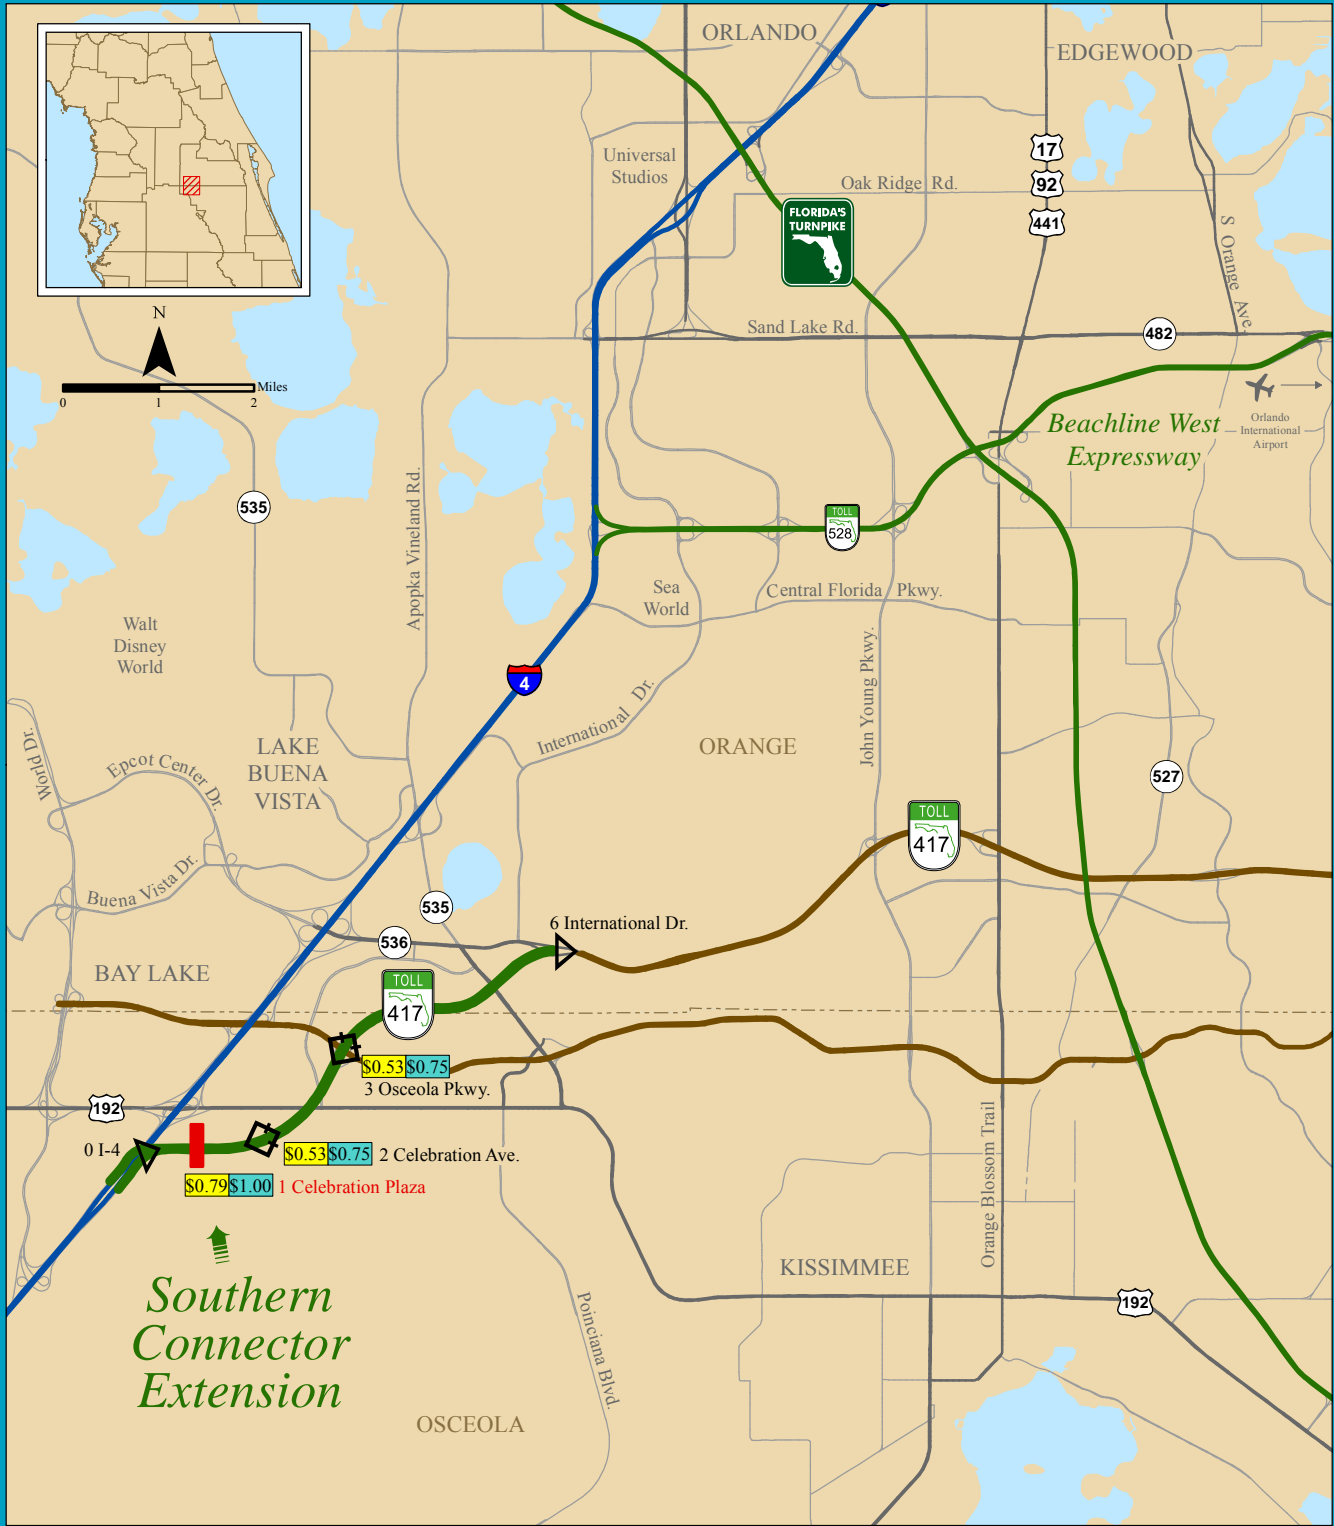 ORLANDO
EDGEWOOD
17
92
441
Universal
Studios
Oak Ridge Rd.
FLORIDA'S
TURNPIKE
S Orange Ave.
N
Miles
0 1 2
Sand Lake Rd.
482
Orlando
International
Airport
Beachline West
Expressway
535
Apopka Vineland Rd.
TOLL
528
Sea
World
Central Florida Pkwy.
Walt
Disney
World
4
John Young Pkwy.
International Dr.
World Dr.
Epcot Center Dr.
LAKE
BUENA
VISTA
ORANGE
527
TOLL
417
Buena Vista Dr.
535
6 International Dr.
536
BAY LAKE
TOLL
417
$0.53 $0.75
3 Osceola Pkwy.
192
0 I-4
$0.53 $0.75 2 Celebration Ave.
$0.79 $1.00 1 Celebration Plaza
Orange Blossom Trail
Southern
Connector
Extension
KISSIMMEE
192
Poinciana Blvd.
OSCEOLA